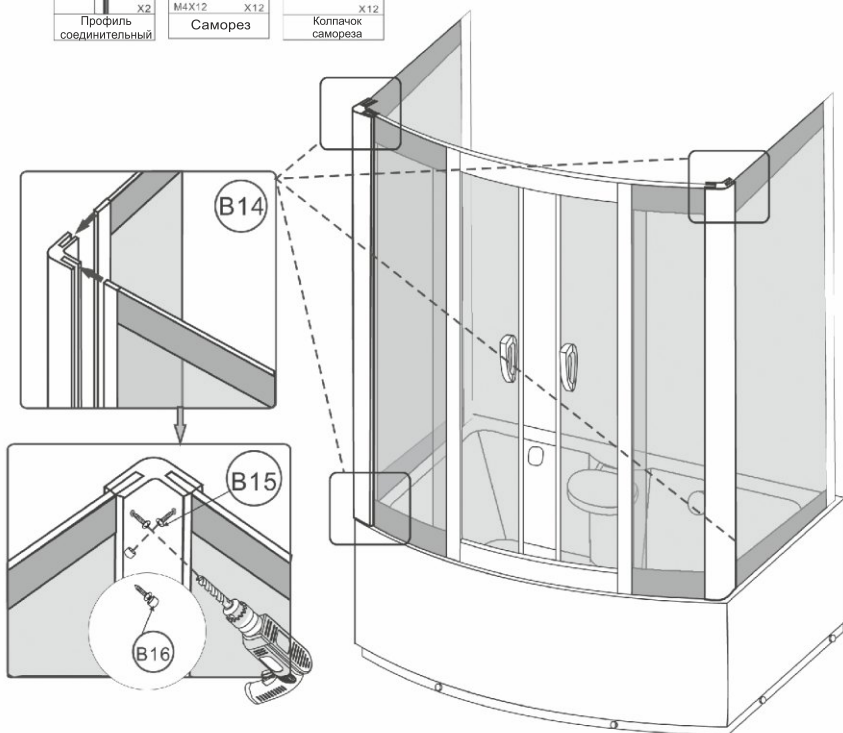 X2
Профиль
соединительный
M4X12 X12
Саморез
X12
Колпачок
самореза
B14
B15
B16